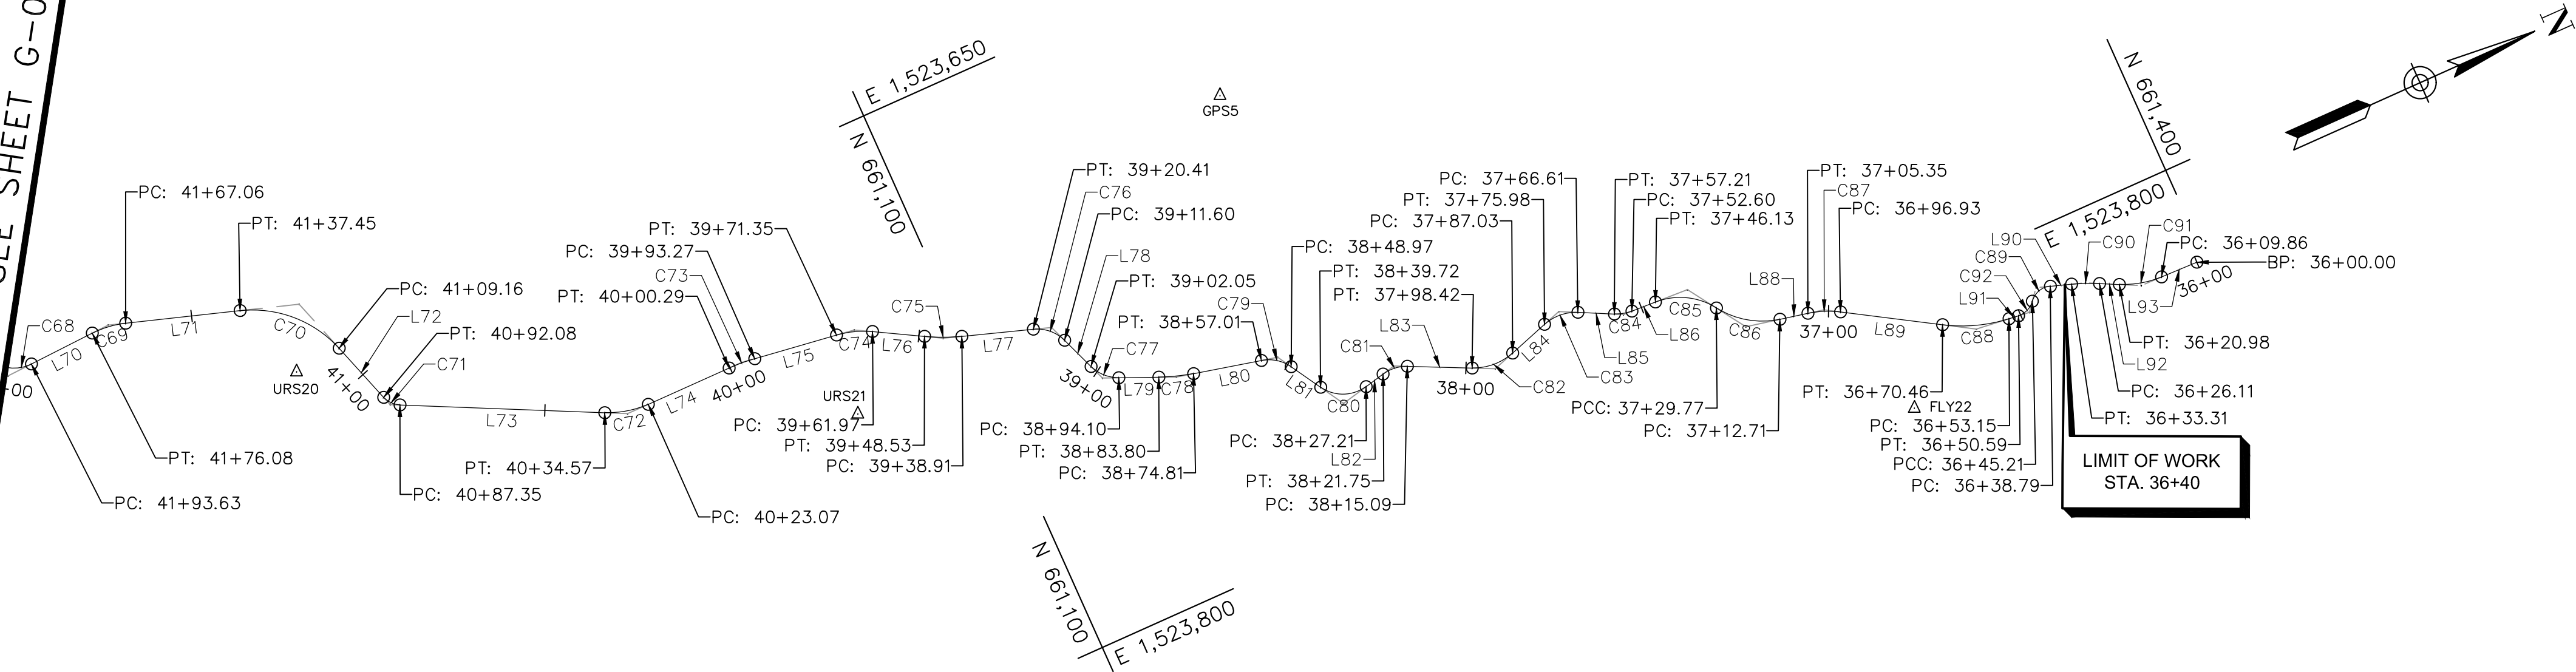 SEE SHEET G-0
N
E 1,523,650
N 661,100
GPS5
N 661,400
E 1,523,800
PC: 41+67.06
PT: 41+37.45
PC: 41+09.16
L72
PT: 40+92.08
C71
C68
L70
C69
L71
C70
+00
URS20
41+00
PT: 41+76.08
PC: 41+93.63
PC: 40+87.35
L73
PT: 40+34.57
C72
PC: 40+23.07
L74
40+00
PT: 39+71.35
PC: 39+93.27
C73
PT: 40+00.29
L75
C74
L76
C75
L77
URS21
PC: 39+61.97
PT: 39+48.53
PC: 39+38.91
PT: 39+20.41
C76
PC: 39+11.60
L78
PT: 39+02.05
C77
39+00
L79
C78
L80
PC: 38+94.10
PT: 38+83.80
PC: 38+74.81
PC: 38+48.97
PT: 38+39.72
PT: 37+98.42
C79
PT: 38+57.01
L81
C80
C81
L83
38+00
PC: 38+27.21
L82
PT: 38+21.75
PC: 38+15.09
PC: 37+66.61
PT: 37+75.98
PC: 37+87.03
L84
C82
C83
L85
C84
L86
PT: 37+57.21
PC: 37+52.60
PT: 37+46.13
C85
C86
PCC: 37+29.77
PC: 37+12.71
L88
37+00
PT: 37+05.35
C87
PC: 36+96.93
L89
PT: 36+70.46
C88
FLY22
PC: 36+53.15
PT: 36+50.59
PCC: 36+45.21
PC: 36+38.79
L90
C89
C92
L91
C90
C91
PC: 36+09.86
BP: 36+00.00
36+00
L93
PT: 36+20.98
L92
PC: 36+26.11
PT: 36+33.31
LIMIT OF WORK
STA. 36+40
N 661,100
E 1,523,800